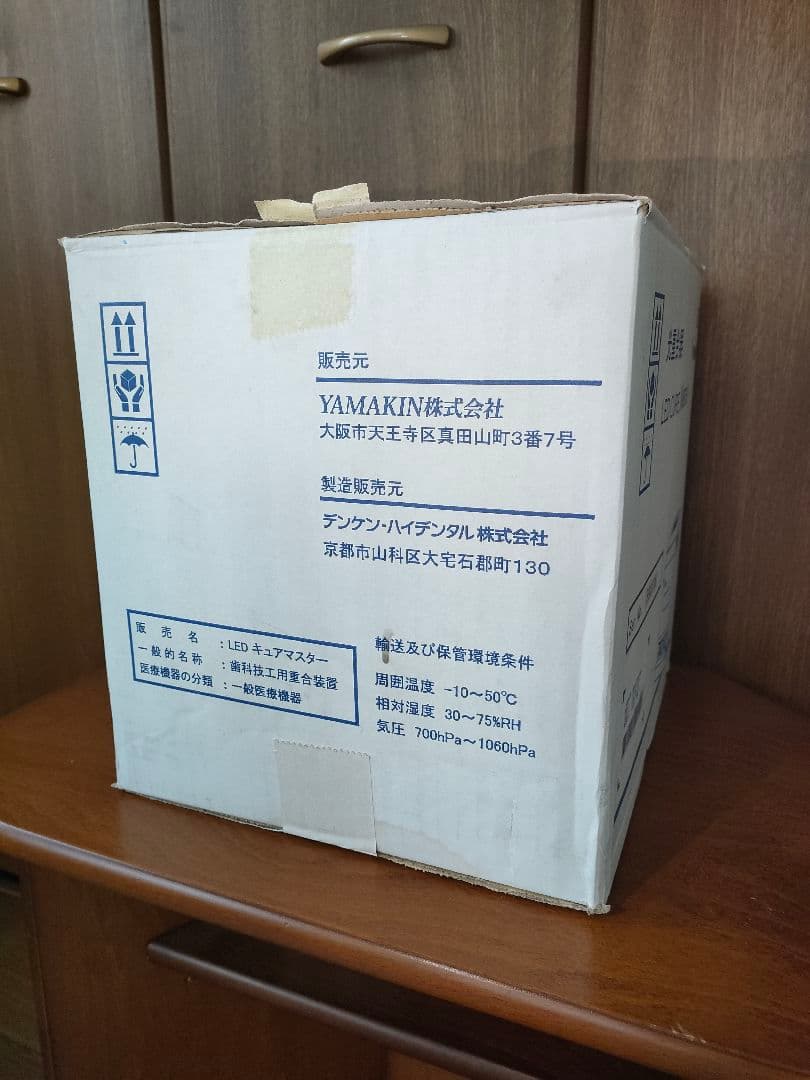 販売元
YAMAKIN株式会社
大阪市天王寺区真田山町3番7号
製造販売元
デンケン・ハイデンタル株式会社
京都市山科区大宅石郡町130
販売名：LED キュアマスター
一般的名称：歯科技工用重合装置
医療機器の分類：一般医療機器
輸送及び保管環境条件
周囲温度 -10～50℃
相対湿度 30～75%RH
気圧 700hPa～1060hPa